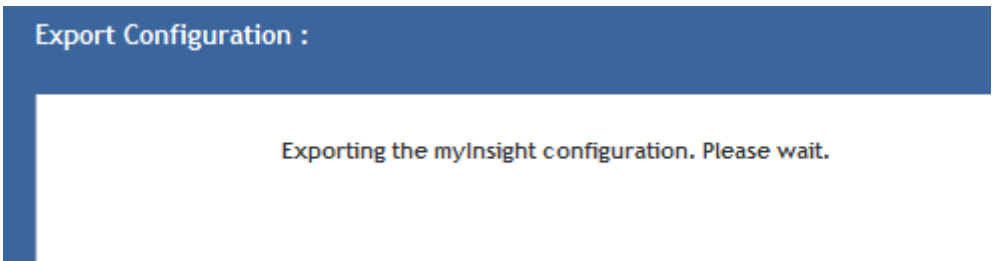 Export Configuration :
Exporting the myInsight configuration. Please wait.